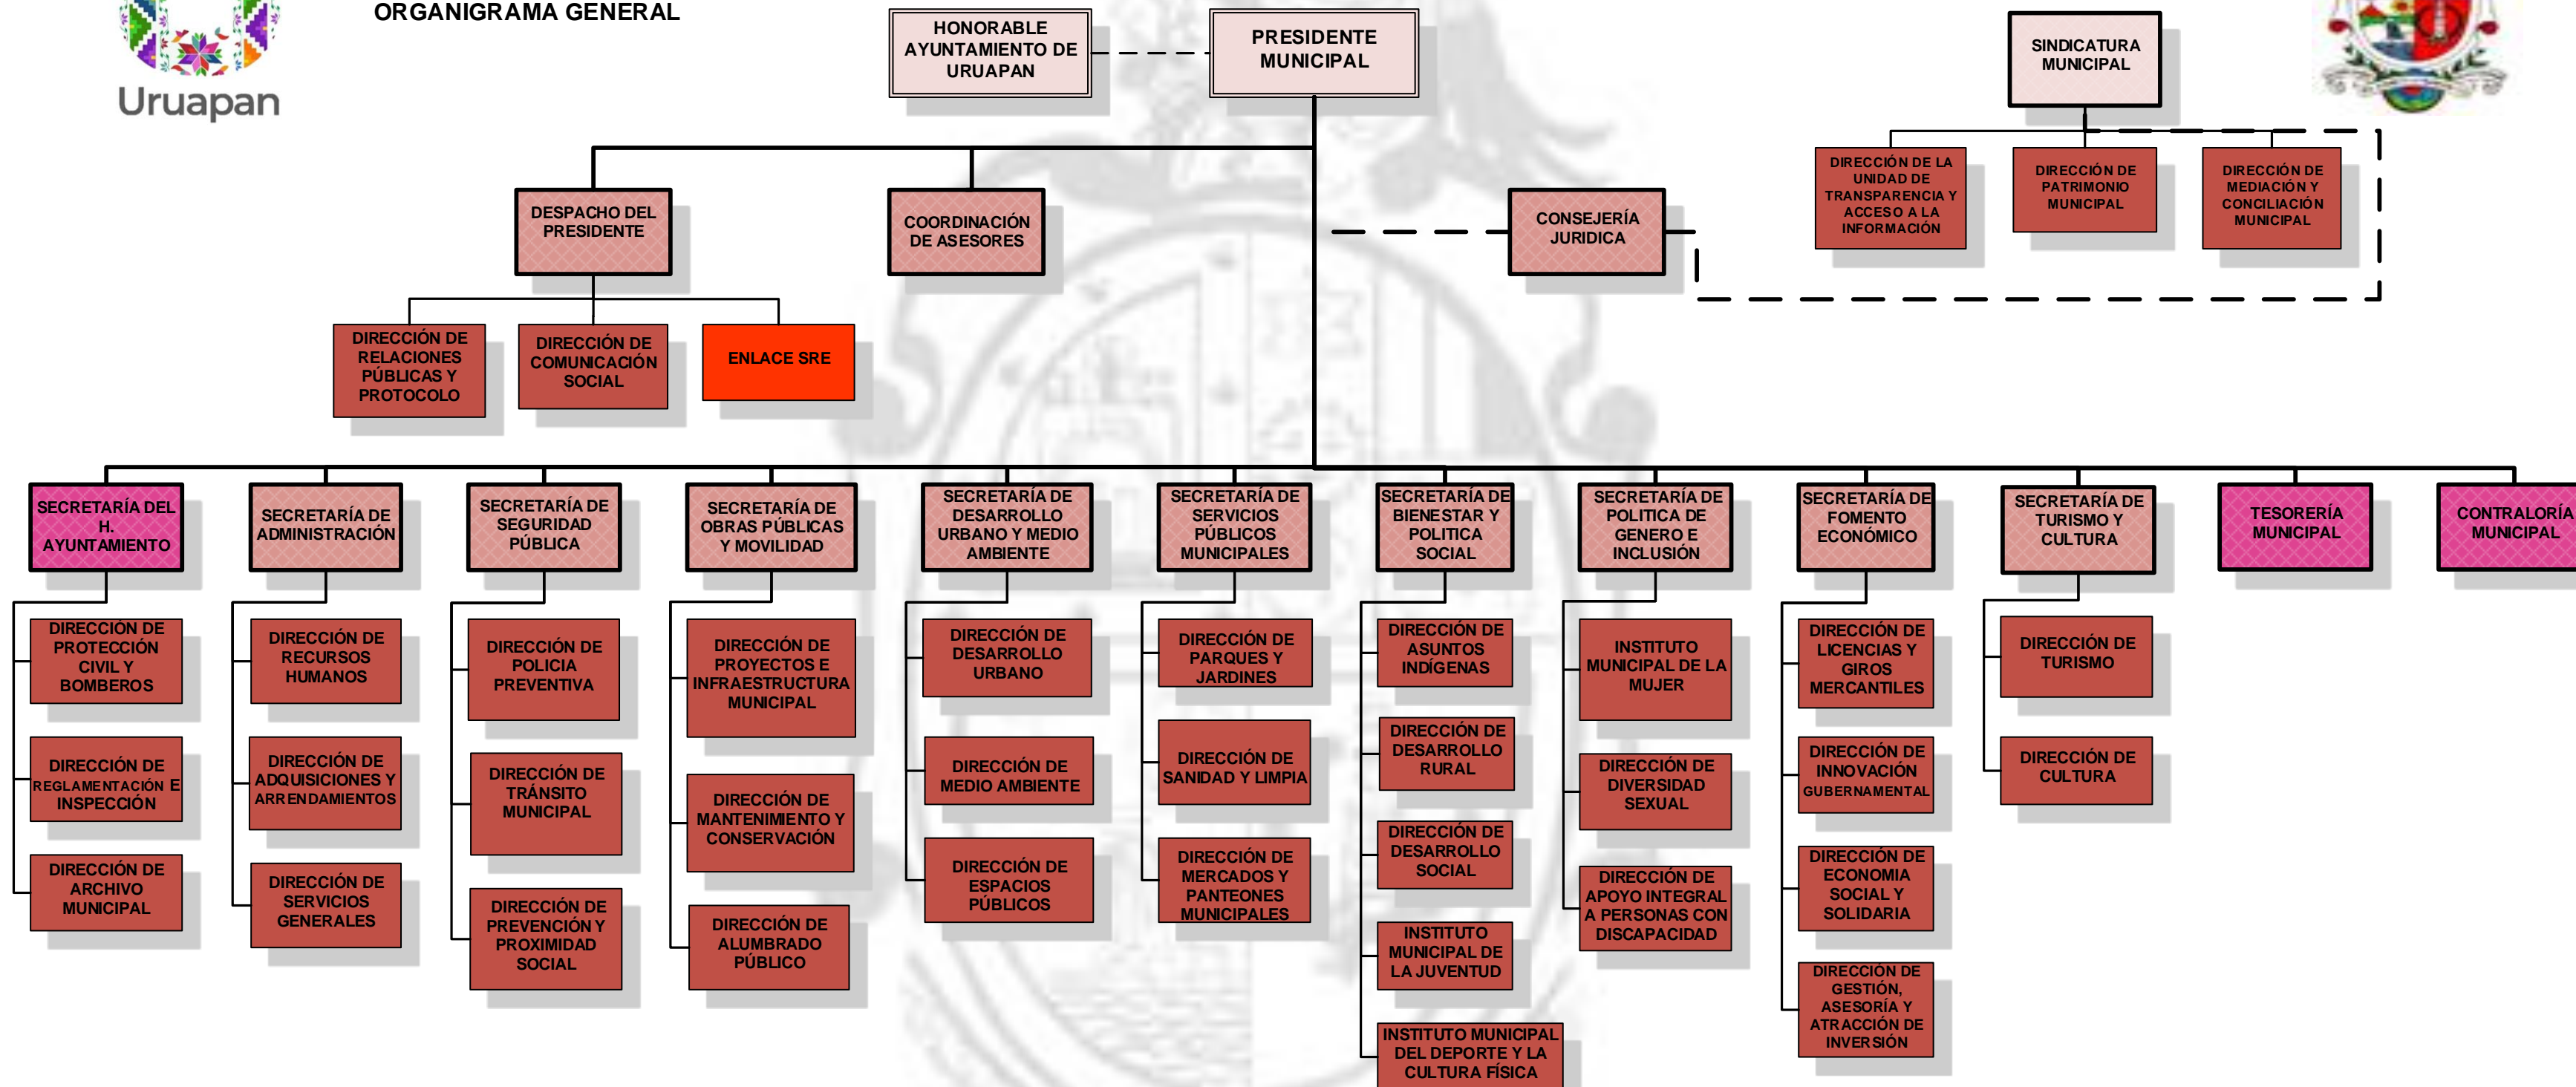 ORGANIGRAMA GENERAL
Uruapan
HONORABLE
AYUNTAMIENTO DE
URUAPAN
PRESIDENTE
MUNICIPAL
SINDICATURA
MUNICIPAL
DIRECCIÓN DE LA
UNIDAD DE
TRANSPARENCIA Y
ACCESO A LA
INFORMACIÓN
DIRECCIÓN DE
PATRIMONIO
MUNICIPAL
DIRECCIÓN DE
MEDIACIÓN Y
CONCILIACIÓN
MUNICIPAL
DESPACHO DEL
PRESIDENTE
COORDINACIÓN
DE ASESORES
CONSEJERÍA
JURIDICA
DIRECCIÓN DE
RELACIONES
PÚBLICAS Y
PROTOCOLO
DIRECCIÓN DE
COMUNICACIÓN
SOCIAL
ENLACE SRE
SECRETARÍA DEL
H.
AYUNTAMIENTO
SECRETARÍA DE
ADMINISTRACIÓN
SECRETARÍA DE
SEGURIDAD
PÚBLICA
SECRETARÍA DE
OBRAS PÚBLICAS
Y MOVILIDAD
SECRETARÍA DE
DESARROLLO
URBANO Y MEDIO
AMBIENTE
SECRETARÍA DE
SERVICIOS
PÚBLICOS
MUNICIPALES
SECRETARÍA DE
BIENESTAR Y
POLITICA
SOCIAL
SECRETARÍA DE
POLITICA DE
GENERO E
INCLUSIÓN
SECRETARÍA DE
FOMENTO
ECONÓMICO
SECRETARÍA DE
TURISMO Y
CULTURA
TESORERÍA
MUNICIPAL
CONTRALORÍA
MUNICIPAL
DIRECCIÓN DE
PROTECCIÓN
CIVIL Y
BOMBEROS
DIRECCIÓN DE
REGLAMENTACIÓN E
INSPECCIÓN
DIRECCIÓN DE
ARCHIVO
MUNICIPAL
DIRECCIÓN DE
RECURSOS
HUMANOS
DIRECCIÓN DE
ADQUISICIONES Y
ARRENDAMIENTOS
DIRECCIÓN DE
SERVICIOS
GENERALES
DIRECCIÓN DE
POLICIA
PREVENTIVA
DIRECCIÓN DE
TRÁNSITO
MUNICIPAL
DIRECCIÓN DE
PREVENCIÓN Y
PROXIMIDAD
SOCIAL
DIRECCIÓN DE
PROYECTOS E
INFRAESTRUCTURA
MUNICIPAL
DIRECCIÓN DE
MANTENIMIENTO Y
CONSERVACIÓN
DIRECCIÓN DE
ALUMBRADO
PÚBLICO
DIRECCIÓN DE
DESARROLLO
URBANO
DIRECCIÓN DE
MEDIO AMBIENTE
DIRECCIÓN DE
ESPACIOS
PÚBLICOS
DIRECCIÓN DE
PARQUES Y
JARDINES
DIRECCIÓN DE
SANIDAD Y LIMPIA
DIRECCIÓN DE
MERCADOS Y
PANTEONES
MUNICIPALES
DIRECCIÓN DE
ASUNTOS
INDÍGENAS
DIRECCIÓN DE
DESARROLLO
RURAL
DIRECCIÓN DE
DESARROLLO
SOCIAL
INSTITUTO
MUNICIPAL DE
LA JUVENTUD
INSTITUTO MUNICIPAL
DEL DEPORTE Y LA
CULTURA FÍSICA
INSTITUTO
MUNICIPAL DE LA
MUJER
DIRECCIÓN DE
DIVERSIDAD
SEXUAL
DIRECCIÓN DE
APOYO INTEGRAL
A PERSONAS CON
DISCAPACIDAD
DIRECCIÓN DE
LICENCIAS Y
GIROS
MERCANTILES
DIRECCIÓN DE
INNOVACIÓN
GUBERNAMENTAL
DIRECCIÓN DE
ECONOMIA
SOCIAL Y
SOLIDARIA
DIRECCIÓN DE
GESTIÓN,
ASESORÍA Y
ATRACCIÓN DE
INVERSIÓN
DIRECCIÓN DE
TURISMO
DIRECCIÓN DE
CULTURA